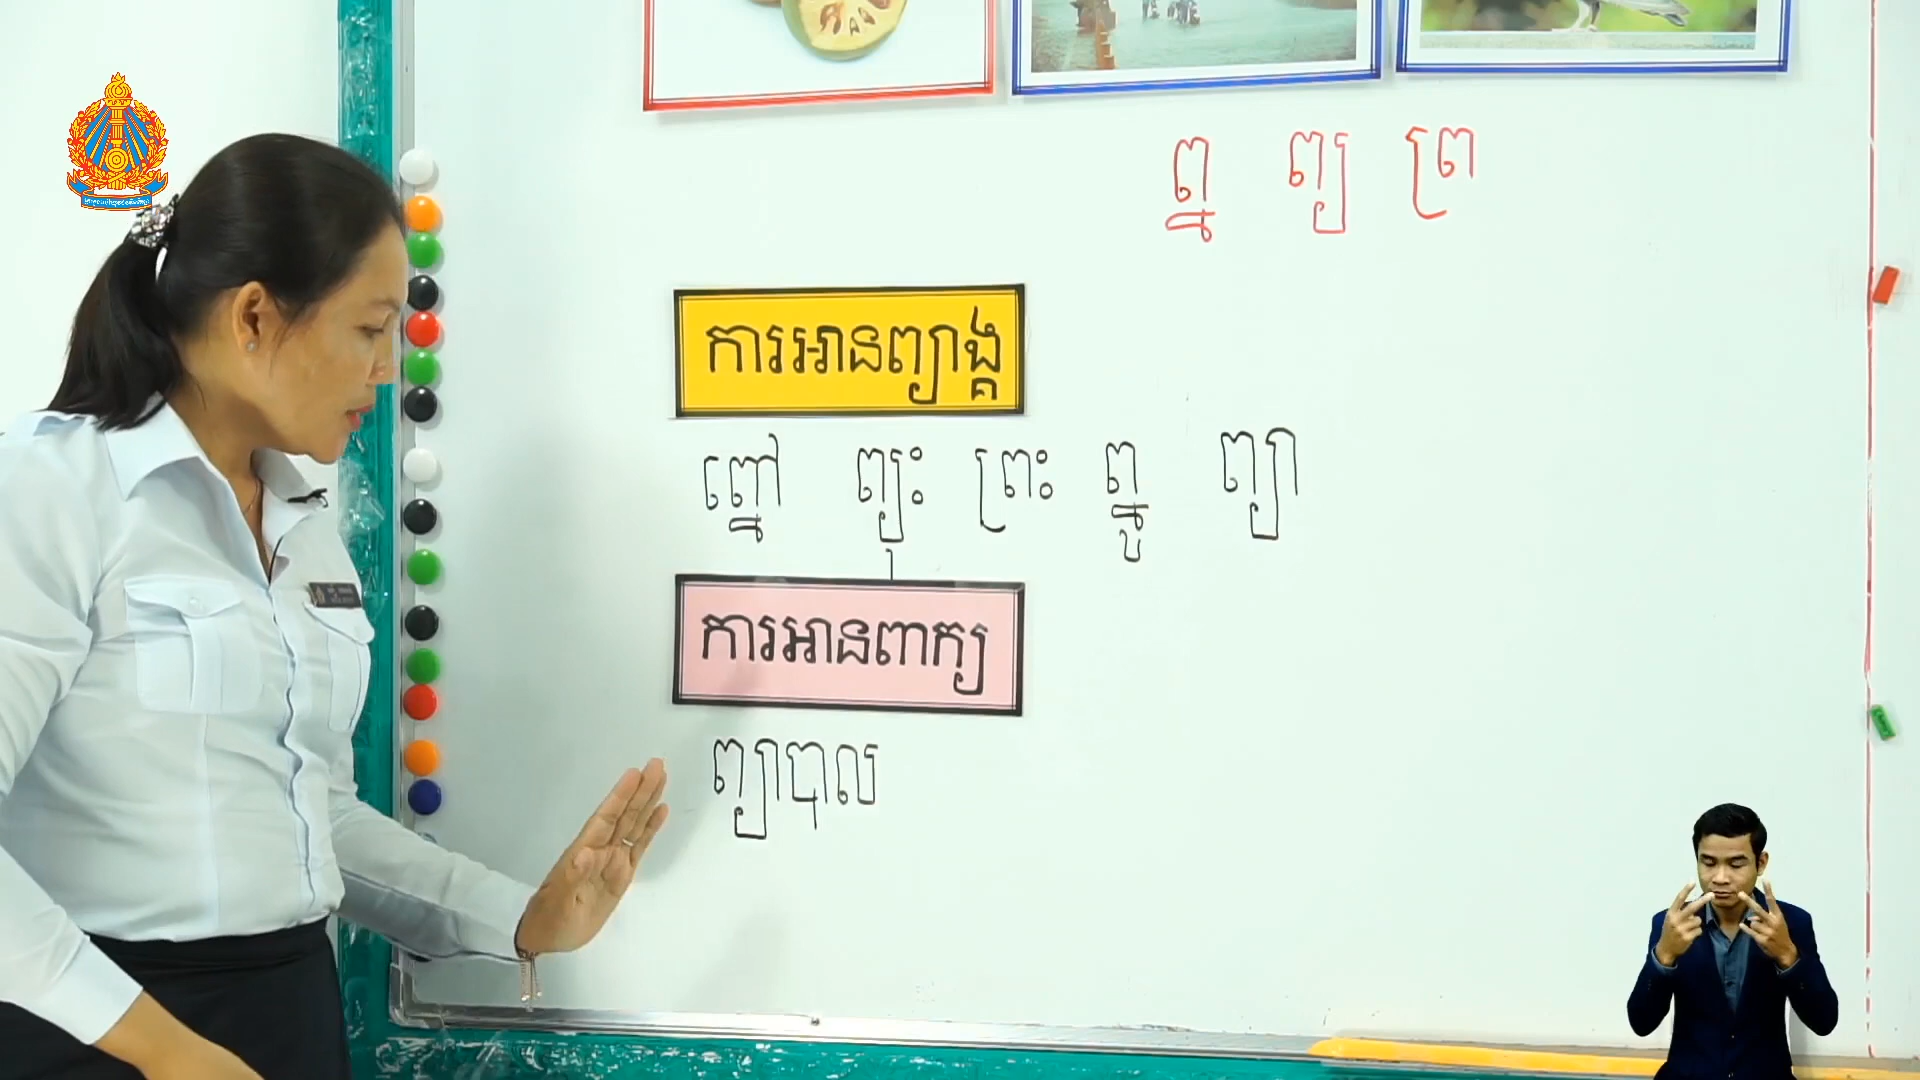 ព្ន ព្យ ព្រ
ការអានព្យាង្គ
ព្នៅ ព្យុះ ព្រះ ព្នូ ព្យា
ការអានពាក្យ
ព្យាបាល